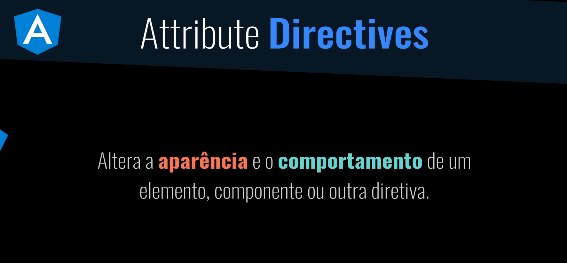 Attribute Directives
Altera a aparência e o comportamento de um
elemento, componente ou outra diretiva.